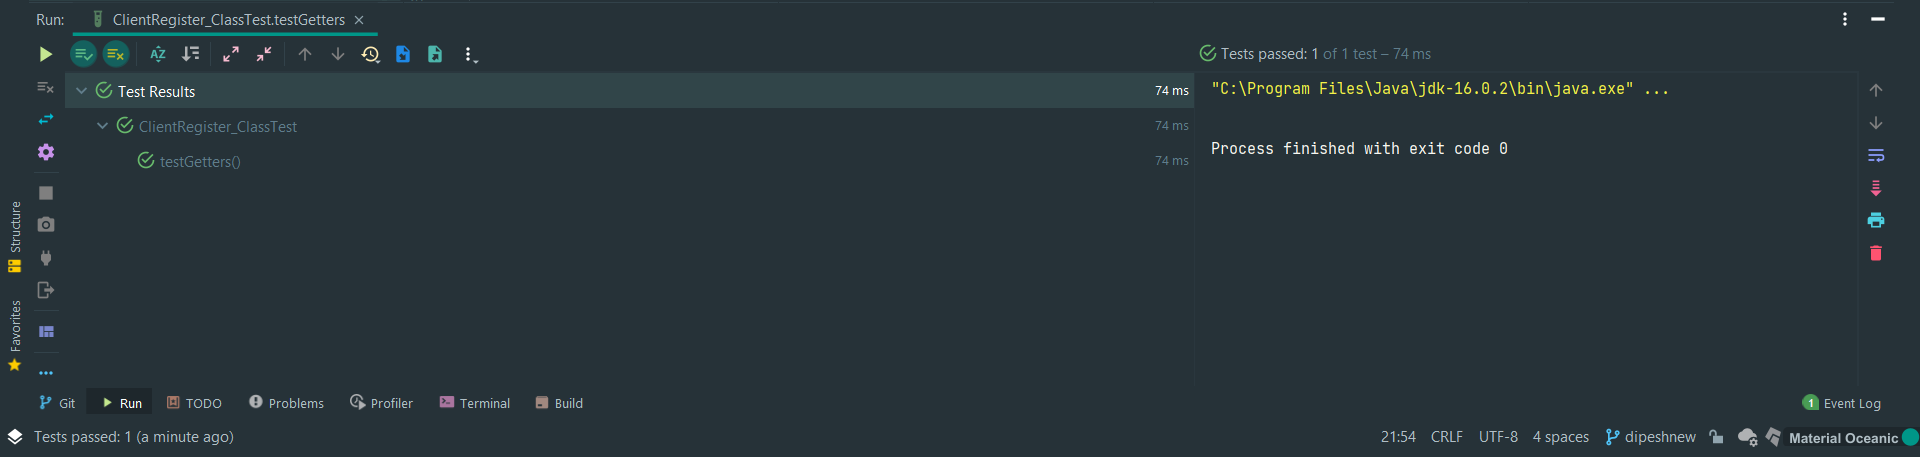 Run: ClientRegister_ClassTest.testGetters ×
Tests passed: 1 of 1 test – 74 ms
Test Results 74 ms
ClientRegister_ClassTest 74 ms
testGetters() 74 ms
"C:\Program Files\Java\jdk-16.0.2\bin\java.exe" ...
Process finished with exit code 0
Structure
Favorites
Git Run TODO Problems Profiler Terminal Build 1 Event Log
Tests passed: 1 (a minute ago) 21:54 CRLF UTF-8 4 spaces dipeshnew Material Oceanic